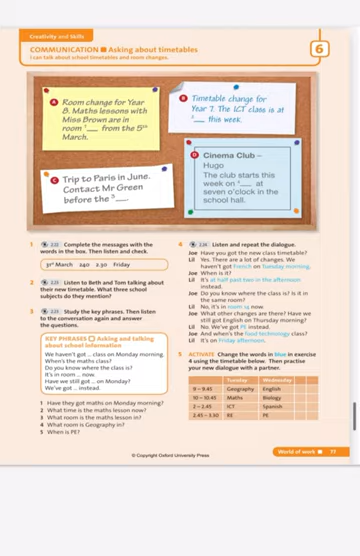 Creativity and Skills
COMMUNICATION Asking about timetables
I can talk about school timetables and room changes.
6
A Room change for Year
8. Maths lessons with
Miss Brown are in
room ¹__ from the 5th
March.
B Timetable change for
Year 7. The ICT class is at
²__ this week.
C Trip to Paris in June.
Contact Mr Green
before the ³__.
D Cinema Club –
Hugo
The club starts this
week on ⁴__ at
seven o'clock in the
school hall.
1 2.22 Complete the messages with the
words in the box. Then listen and check.
31st March 240 2.30 Friday
2 2.23 Listen to Beth and Tom talking about
their new timetable. What three school
subjects do they mention?
3 2.23 Study the key phrases. Then listen
to the conversation again and answer
the questions.
KEY PHRASES Asking and talking
about school information
We haven't got ... class on Monday morning.
When's the maths class?
Do you know where the class is?
It's in room ... now.
Have we still got ... on Monday?
We've got ... instead.
1 Have they got maths on Monday morning?
2 What time is the maths lesson now?
3 What room is the maths lesson in?
4 What room is Geography in?
5 When is PE?
4 2.24 Listen and repeat the dialogue.
Joe Have you got the new class timetable?
Lil Yes. There are a lot of changes. We
haven't got French on Tuesday morning.
Joe When is it?
Lil It's at half past two in the afternoon
instead.
Joe Do you know where the class is? Is it in
the same room?
Lil No, it's in room 14 now.
Joe What other changes are there? Have we
still got English on Thursday morning?
Lil No. We've got PE instead.
Joe And when's the food technology class?
Lil It's on Friday afternoon.
5 ACTIVATE Change the words in blue in exercise
4 using the timetable below. Then practise
your new dialogue with a partner.
Tuesday Wednesday
9 – 9.45 Geography English
10 – 10.45 Maths Biology
2 – 2.45 ICT Spanish
2.45 – 3.30 RE PE
© Copyright Oxford University Press
World of work 71